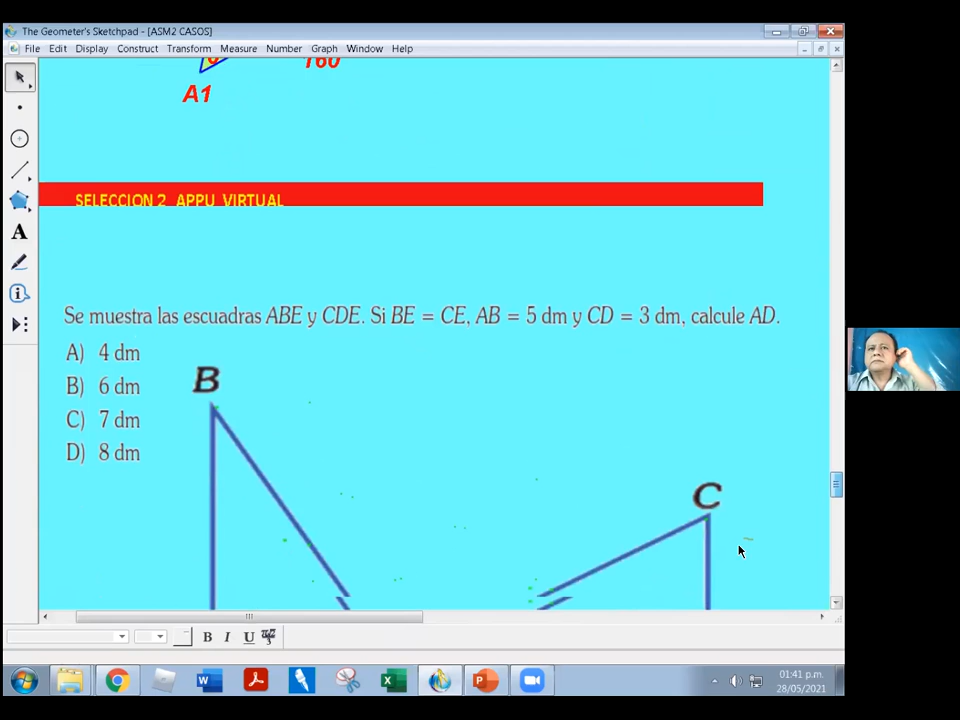 The Geometer's Sketchpad - [ASM2 CASOS]
File Edit Display Construct Transform Measure Number Graph Window Help
160
A1
SELECCION 2 APPU VIRTUAL
Se muestra las escuadras ABE y CDE. Si BE = CE, AB = 5 dm y CD = 3 dm, calcule AD.
A) 4 dm
B) 6 dm
C) 7 dm
D) 8 dm
B
C
A
B I U
01:41 p.m.
28/05/2021